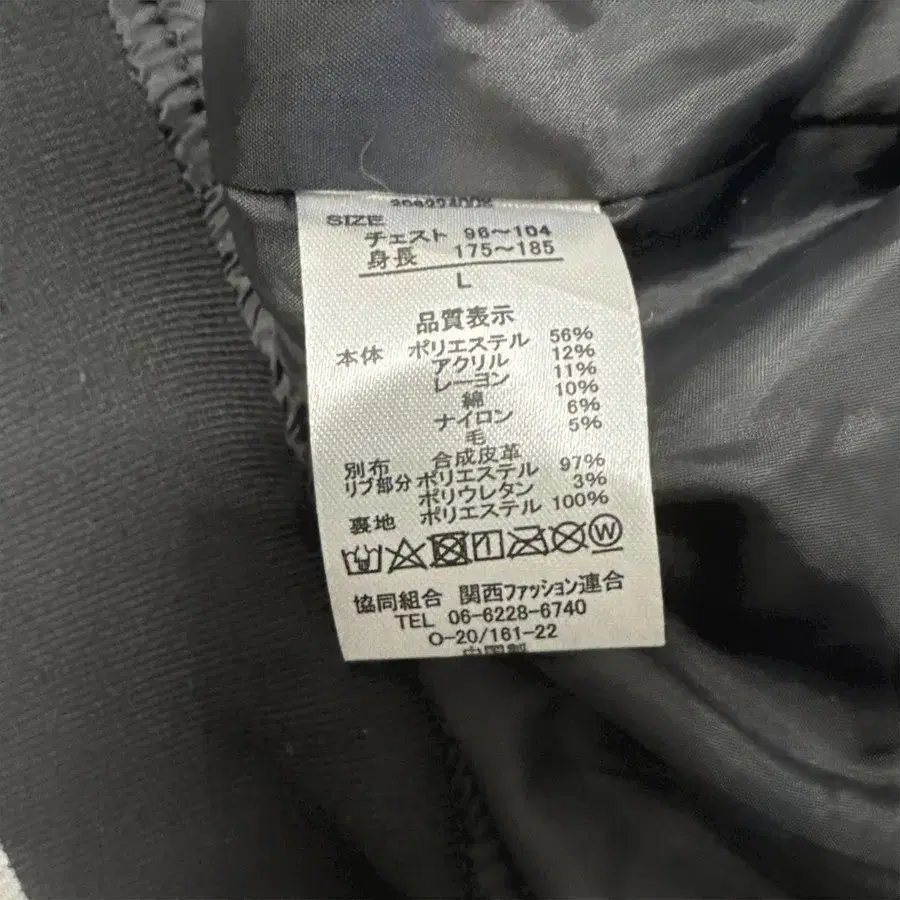 SIZE
チェスト 96～104
身長 175～185
L
品質表示
本体 ポリエステル 56%
アクリル 12%
レーヨン 11%
綿 10%
ナイロン 6%
毛 5%
別布 合成皮革
リブ部分 ポリエステル 97%
ポリウレタン 3%
裏地 ポリエステル 100%
W
協同組合 関西ファッション連合
TEL 06-6228-6740
O-20/161-22
中国製